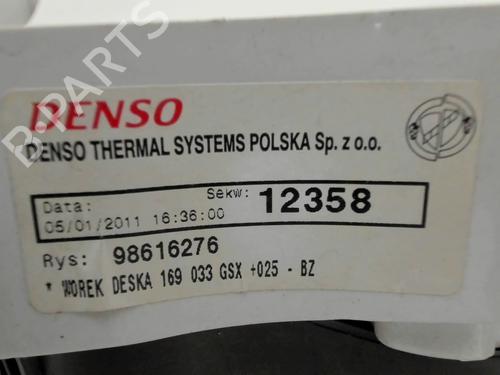 DENSO
DENSO THERMAL SYSTEMS POLSKA Sp. z o.o.
Data: Sekw: 12358
05/01/2011 16:36:00
Rys: 98616276
DESKA 169 033 GSX +025 - BZ
B-PARTS